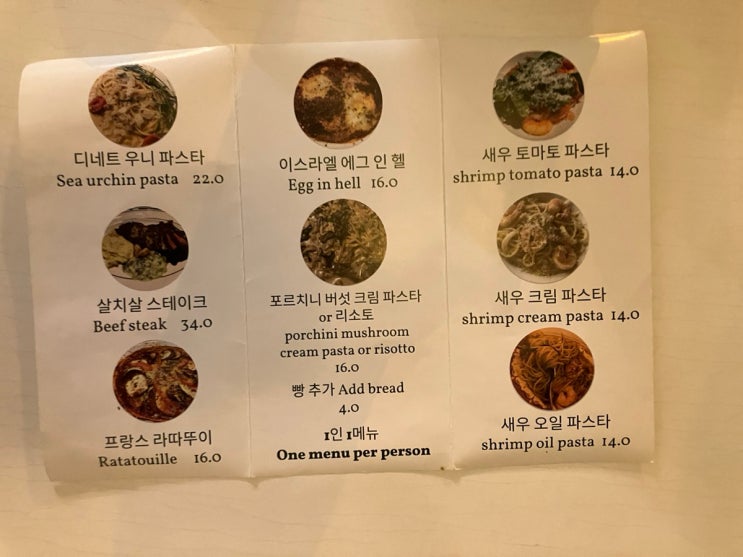 디네트 우니 파스타
Sea urchin pasta 22.0
살치살 스테이크
Beef steak 34.0
프랑스 라따뚜이
Ratatouille 16.0
이스라엘 에그 인 헬
Egg in hell 16.0
포르치니 버섯 크림 파스타
or 리소토
porchini mushroom
cream pasta or risotto
16.0
빵 추가 Add bread
4.0
1인 1메뉴
One menu per person
새우 토마토 파스타
shrimp tomato pasta 14.0
새우 크림 파스타
shrimp cream pasta 14.0
새우 오일 파스타
shrimp oil pasta 14.0